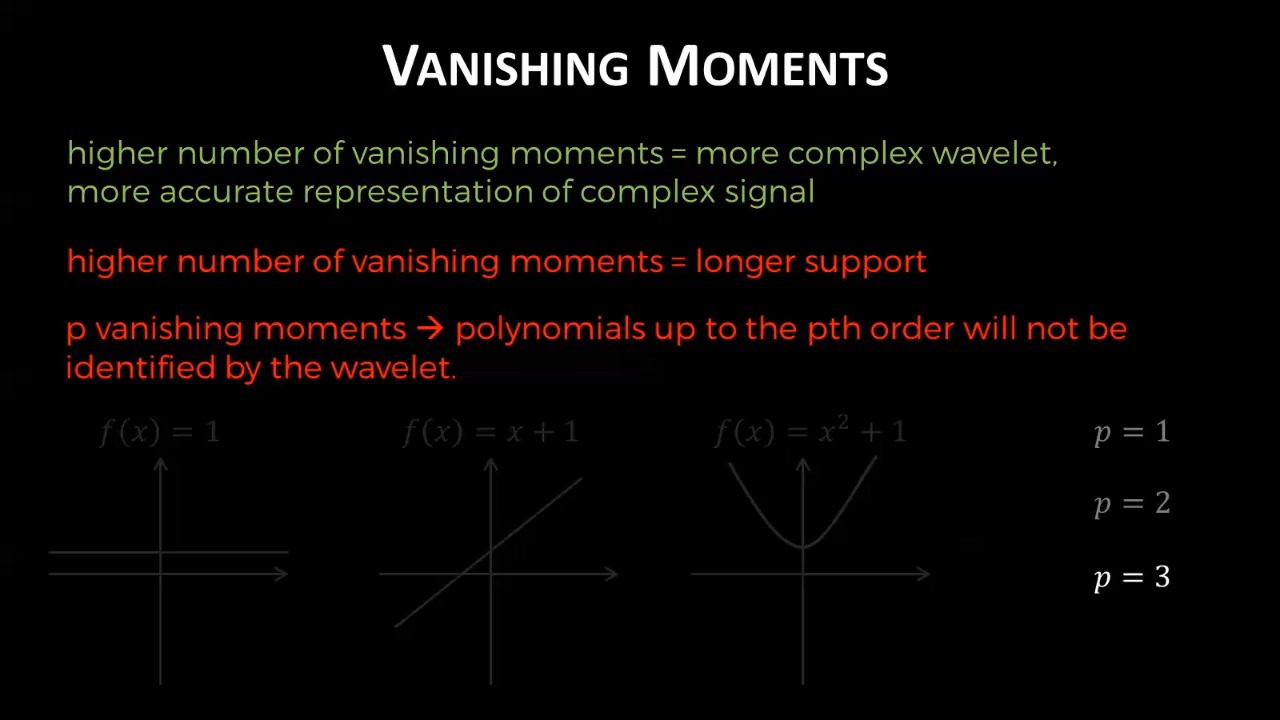 VANISHING MOMENTS
higher number of vanishing moments = more complex wavelet,
more accurate representation of complex signal
higher number of vanishing moments = longer support
p vanishing moments → polynomials up to the pth order will not be
identified by the wavelet.
f(x) = 1
f(x) = x + 1
f(x) = x² + 1
p = 1
p = 2
p = 3